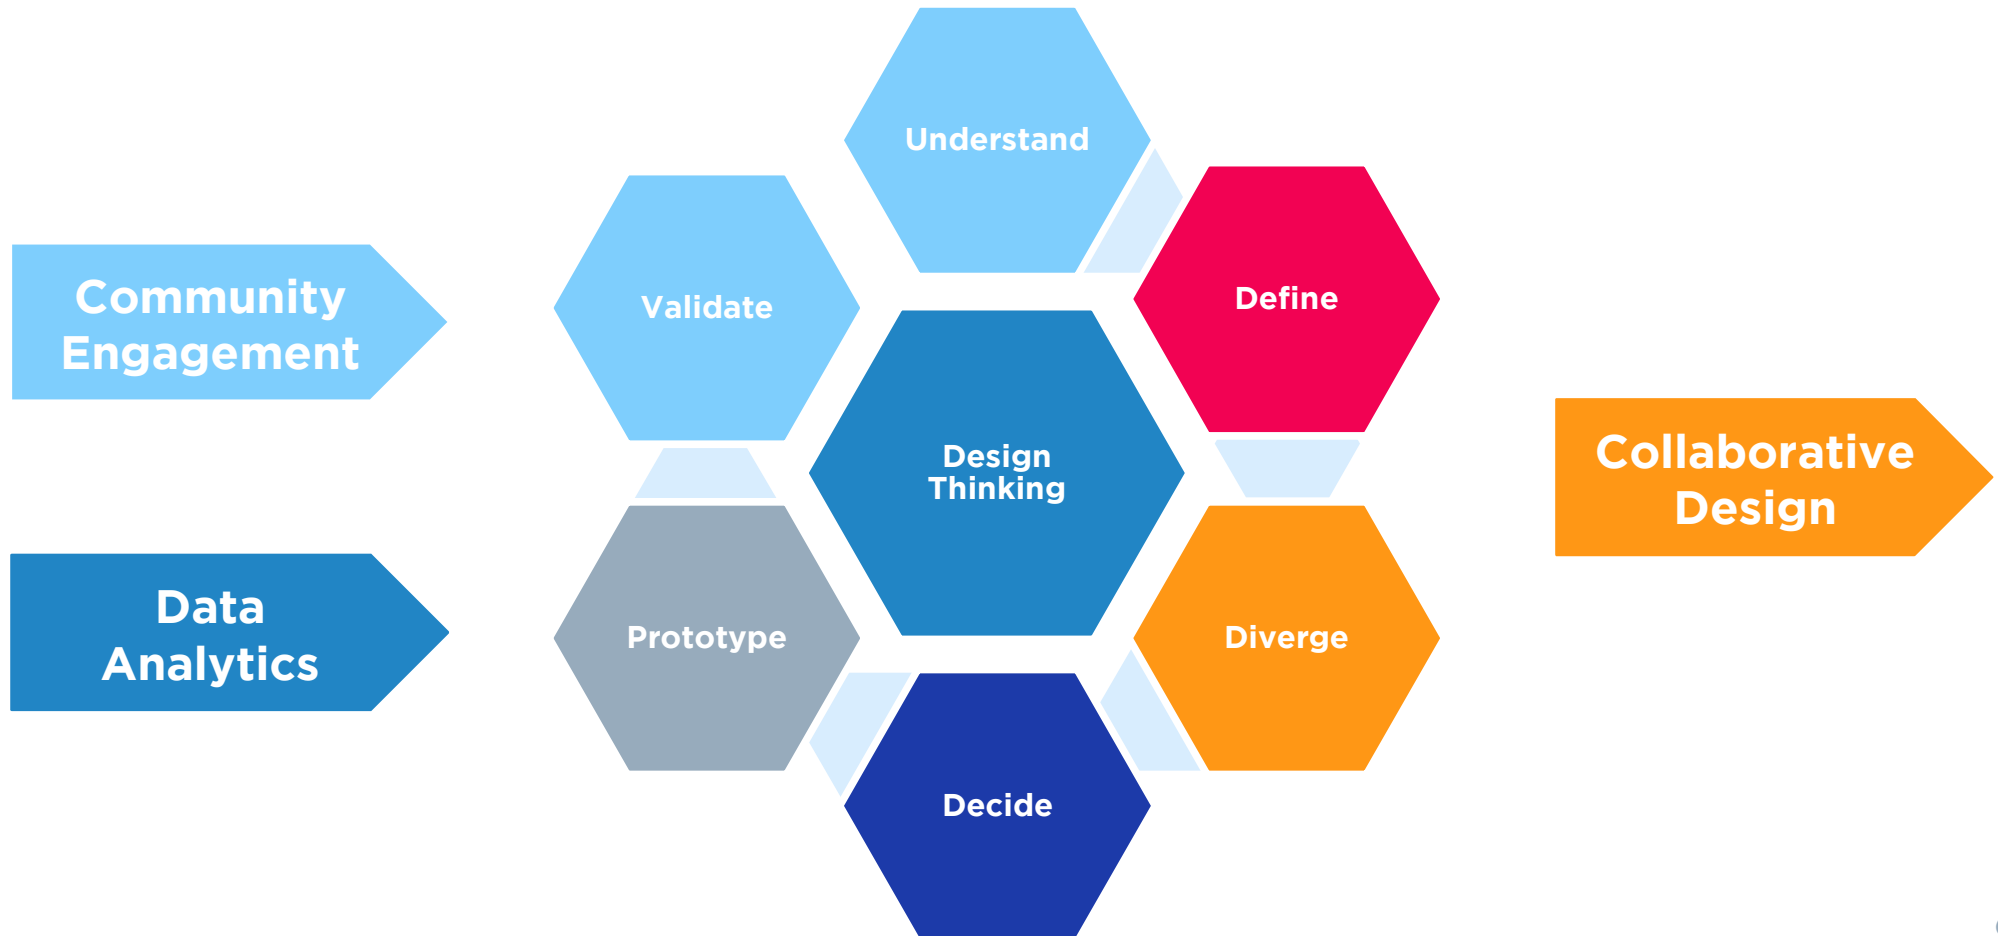 Understand
Validate
Define
Community
Engagement
Design
Thinking
Collaborative
Design
Data
Analytics
Prototype
Diverge
Decide